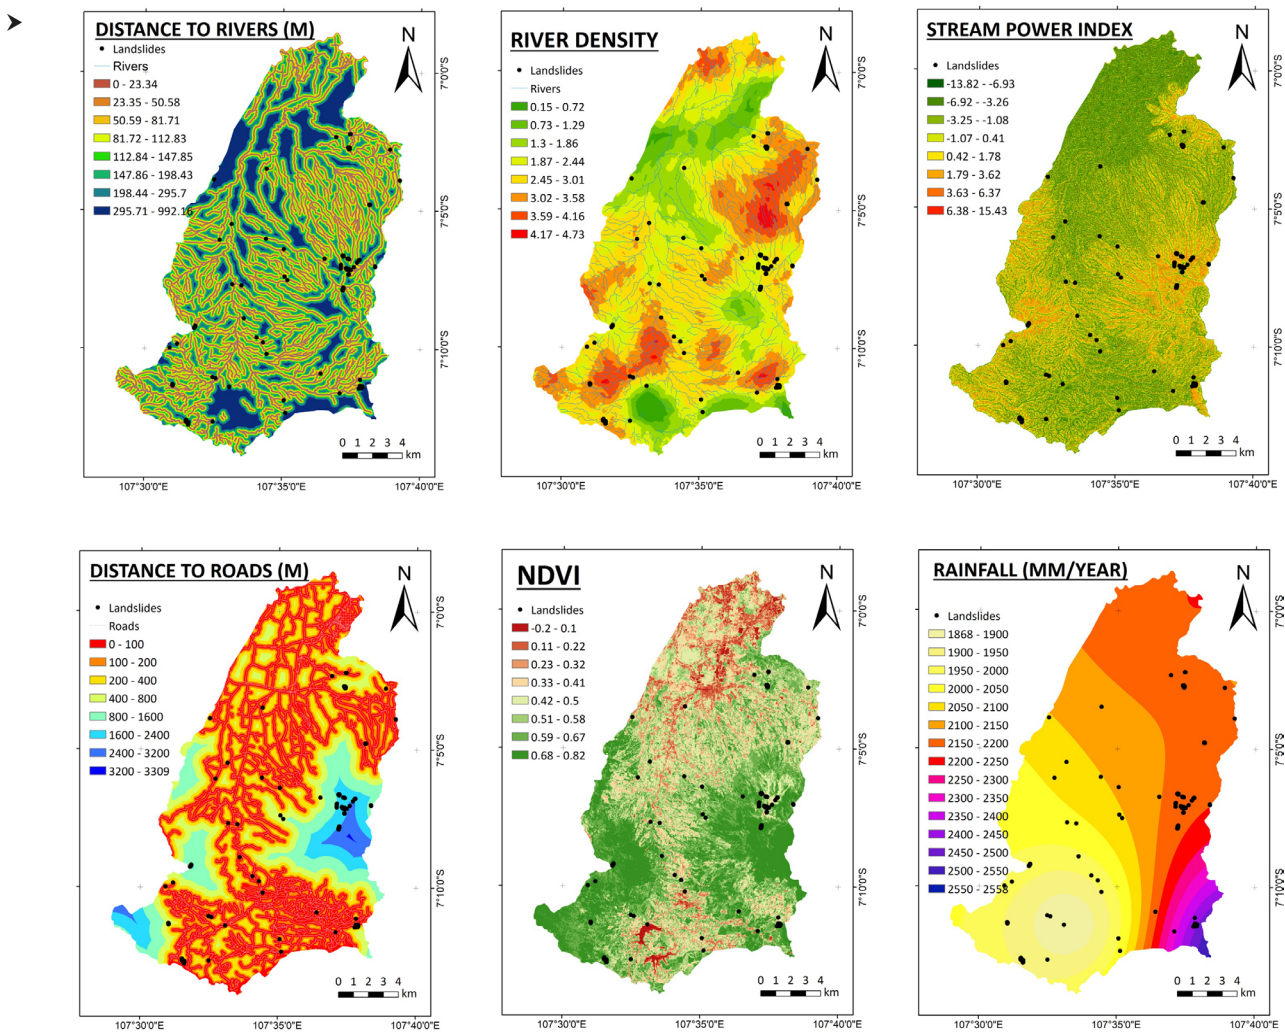 DISTANCE TO RIVERS (M)
Landslides
Rivers
0 - 23.34
23.35 - 50.58
50.59 - 81.71
81.72 - 112.83
112.84 - 147.85
147.86 - 198.43
198.44 - 295.7
295.71 - 992.16
N
7°0'0"S
7°5'0"S
7°10'0"S
0 1 2 3 4
km
107°30'0"E 107°35'0"E 107°40'0"E
RIVER DENSITY
Landslides
Rivers
0.15 - 0.72
0.73 - 1.29
1.3 - 1.86
1.87 - 2.44
2.45 - 3.01
3.02 - 3.58
3.59 - 4.16
4.17 - 4.73
N
7°0'0"S
7°5'0"S
7°10'0"S
0 1 2 3 4
km
107°30'0"E 107°35'0"E 107°40'0"E
STREAM POWER INDEX
Landslides
-13.82 - -6.93
-6.92 - -3.26
-3.25 - -1.08
-1.07 - 0.41
0.42 - 1.78
1.79 - 3.62
3.63 - 6.37
6.38 - 15.43
N
7°0'0"S
7°5'0"S
7°10'0"S
0 1 2 3 4
km
107°30'0"E 107°35'0"E 107°40'0"E
DISTANCE TO ROADS (M)
Landslides
Roads
0 - 100
100 - 200
200 - 400
400 - 800
800 - 1600
1600 - 2400
2400 - 3200
3200 - 3309
N
7°0'0"S
7°5'0"S
7°10'0"S
0 1 2 3 4
km
107°30'0"E 107°35'0"E 107°40'0"E
NDVI
Landslides
-0.2 - 0.1
0.11 - 0.22
0.23 - 0.32
0.33 - 0.41
0.42 - 0.5
0.51 - 0.58
0.59 - 0.67
0.68 - 0.82
N
7°0'0"S
7°5'0"S
7°10'0"S
0 1 2 3 4
km
107°30'0"E 107°35'0"E 107°40'0"E
RAINFALL (MM/YEAR)
Landslides
1868 - 1900
1900 - 1950
1950 - 2000
2000 - 2050
2050 - 2100
2100 - 2150
2150 - 2200
2200 - 2250
2250 - 2300
2300 - 2350
2350 - 2400
2400 - 2450
2450 - 2500
2500 - 2550
2550 - 2558
N
7°0'0"S
7°5'0"S
7°10'0"S
0 1 2 3 4
km
107°30'0"E 107°35'0"E 107°40'0"E